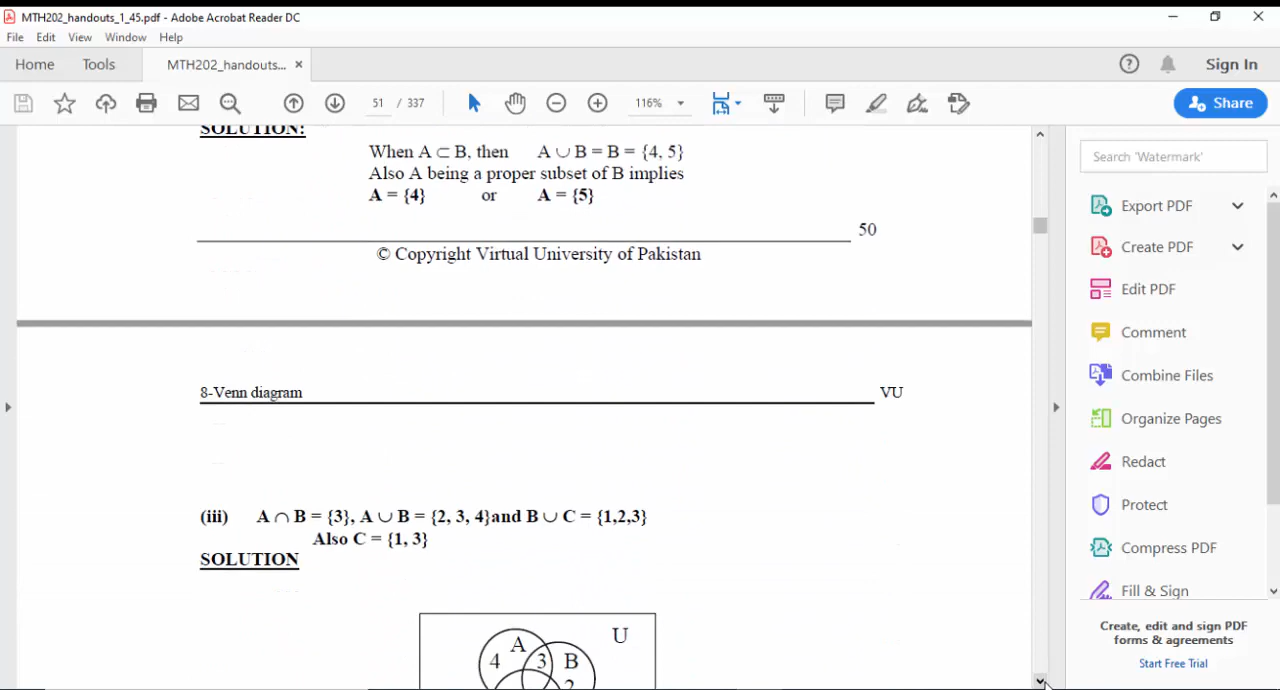 MTH202_handouts_1_45.pdf - Adobe Acrobat Reader DC
File Edit View Window Help
Home Tools MTH202_handouts... × Sign In
51 / 337 116% Share
SOLUTION:
When A ⊂ B, then A ∪ B = B = {4, 5}
Also A being a proper subset of B implies
A = {4} or A = {5}
50
© Copyright Virtual University of Pakistan
8-Venn diagram VU
(iii) A ∩ B = {3}, A ∪ B = {2, 3, 4}and B ∪ C = {1,2,3}
Also C = {1, 3}
SOLUTION
U
A
4 3 B
2
Search 'Watermark'
Export PDF
Create PDF
Edit PDF
Comment
Combine Files
Organize Pages
Redact
Protect
Compress PDF
Fill & Sign
Create, edit and sign PDF
forms & agreements
Start Free Trial